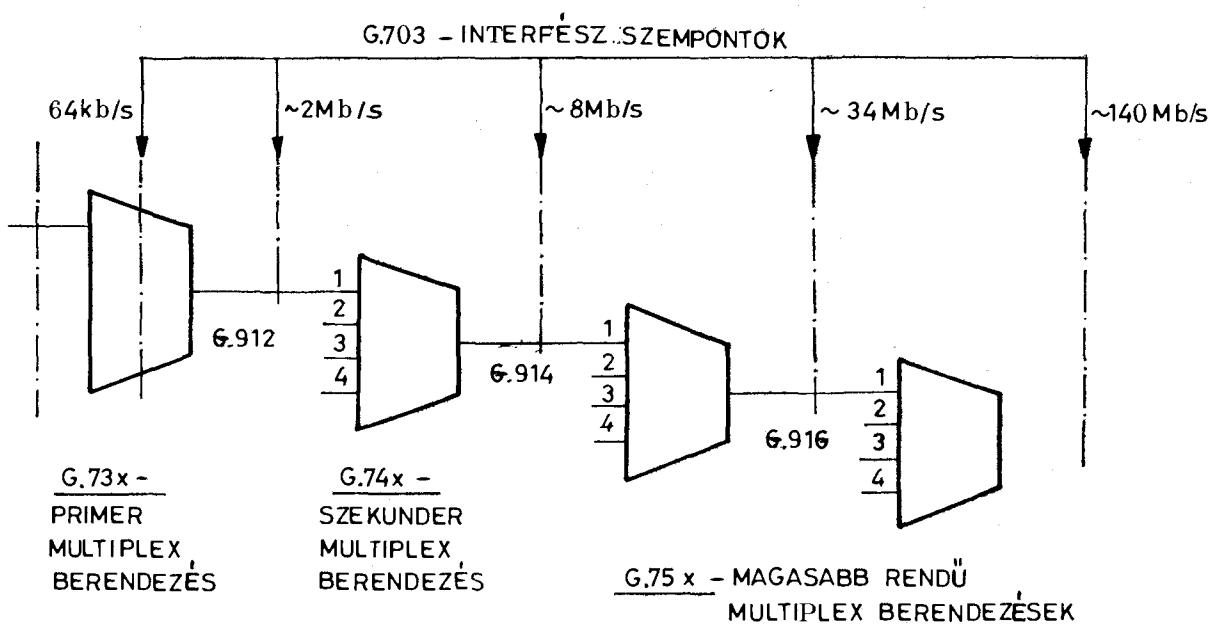 G.703 – INTERFÉSZ SZEMPONTOK
64kb/s
~2Mb/s
~8Mb/s
~34Mb/s
~140Mb/s
1
2
3
4
G.912
1
2
3
4
G.914
1
2
3
4
G.916
G.73x –
PRIMER
MULTIPLEX
BERENDEZÉS
G.74x –
SZEKUNDER
MULTIPLEX
BERENDEZÉS
G.75x – MAGASABB RENDŰ
MULTIPLEX BERENDEZÉSEK